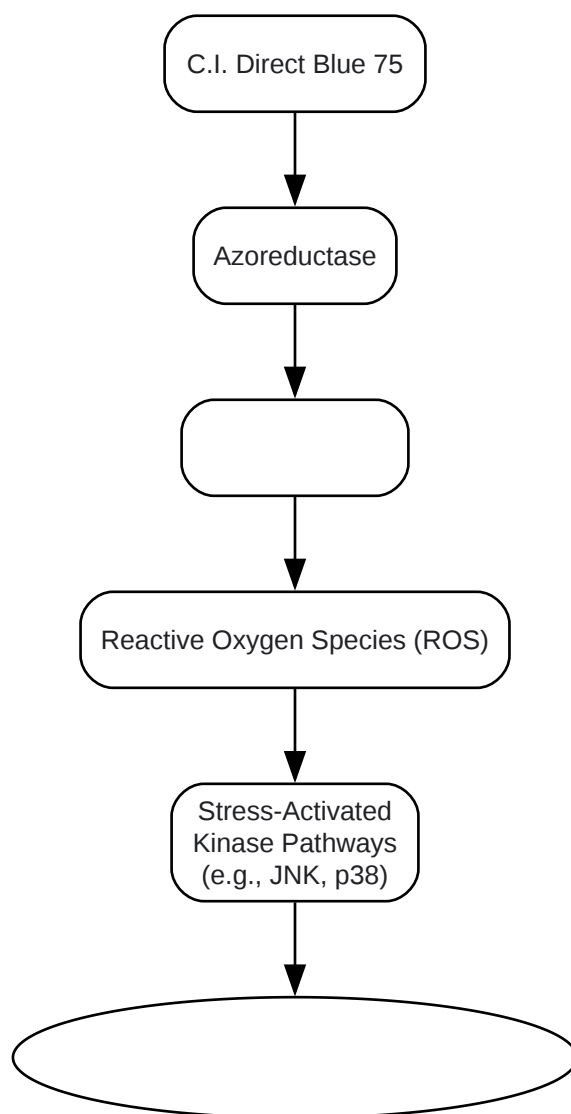 C.I. Direct Blue 75
Azoreductase
Reactive Oxygen Species (ROS)
Stress-Activated
Kinase Pathways
(e.g., JNK, p38)